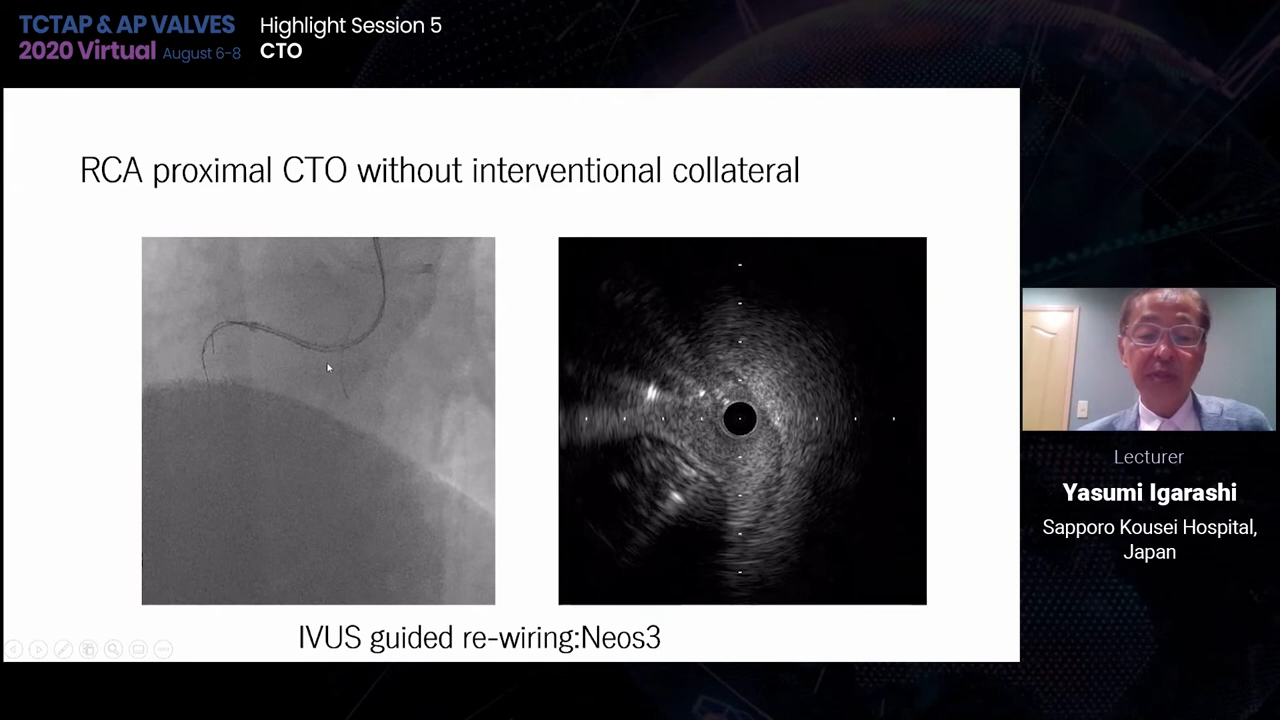 TCTAP & AP VALVES
2020 Virtual August 6-8
Highlight Session 5
CTO
RCA proximal CTO without interventional collateral
IVUS guided re-wiring:Neos3
Lecturer
Yasumi Igarashi
Sapporo Kousei Hospital,
Japan